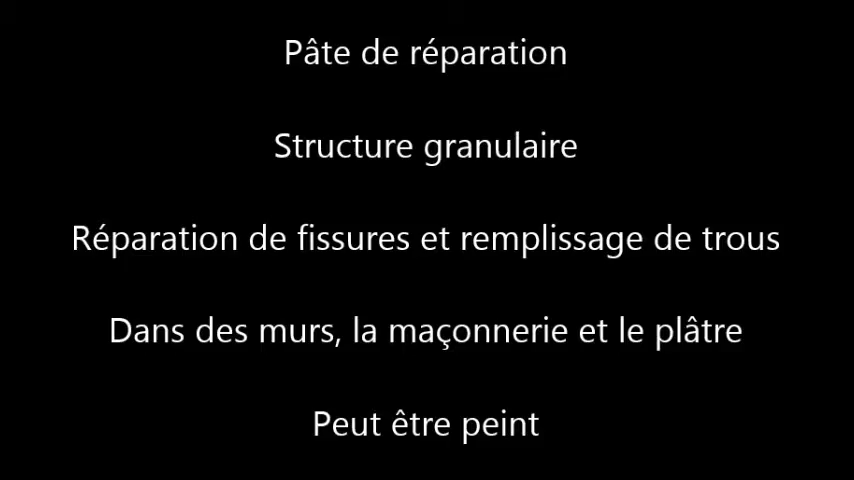 Pâte de réparation
Structure granulaire
Réparation de fissures et remplissage de trous
Dans des murs, la maçonnerie et le plâtre
Peut être peint